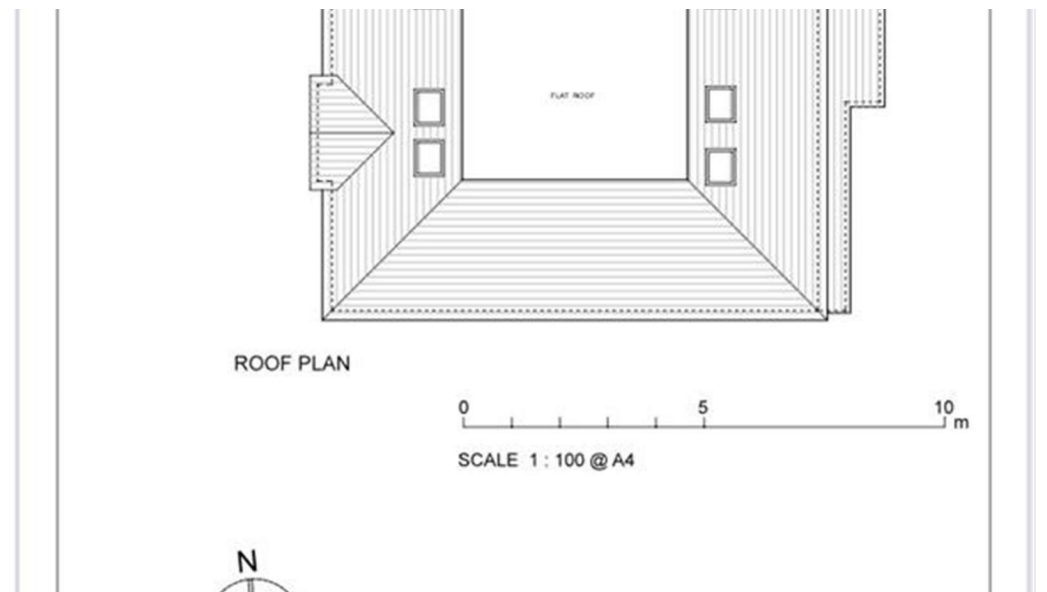 FLAT ROOF
ROOF PLAN
0 5 10
m
SCALE 1 : 100 @ A4
N